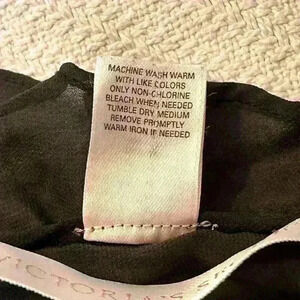 MACHINE WASH WARM
WITH LIKE COLORS
ONLY NON-CHLORINE
BLEACH WHEN NEEDED
TUMBLE DRY MEDIUM
REMOVE PROMPTLY
WARM IRON IF NEEDED
VICTORIA'S